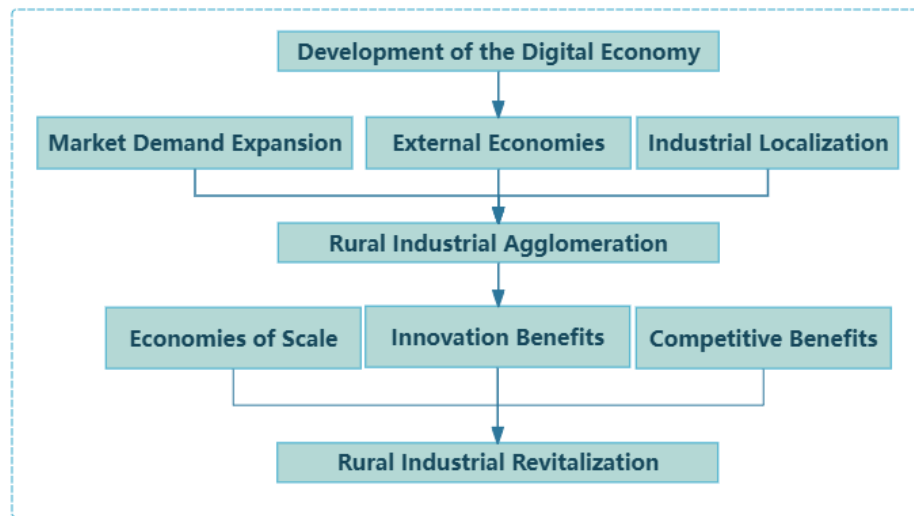 Development of the Digital Economy
Market Demand Expansion
External Economies
Industrial Localization
Rural Industrial Agglomeration
Economies of Scale
Innovation Benefits
Competitive Benefits
Rural Industrial Revitalization